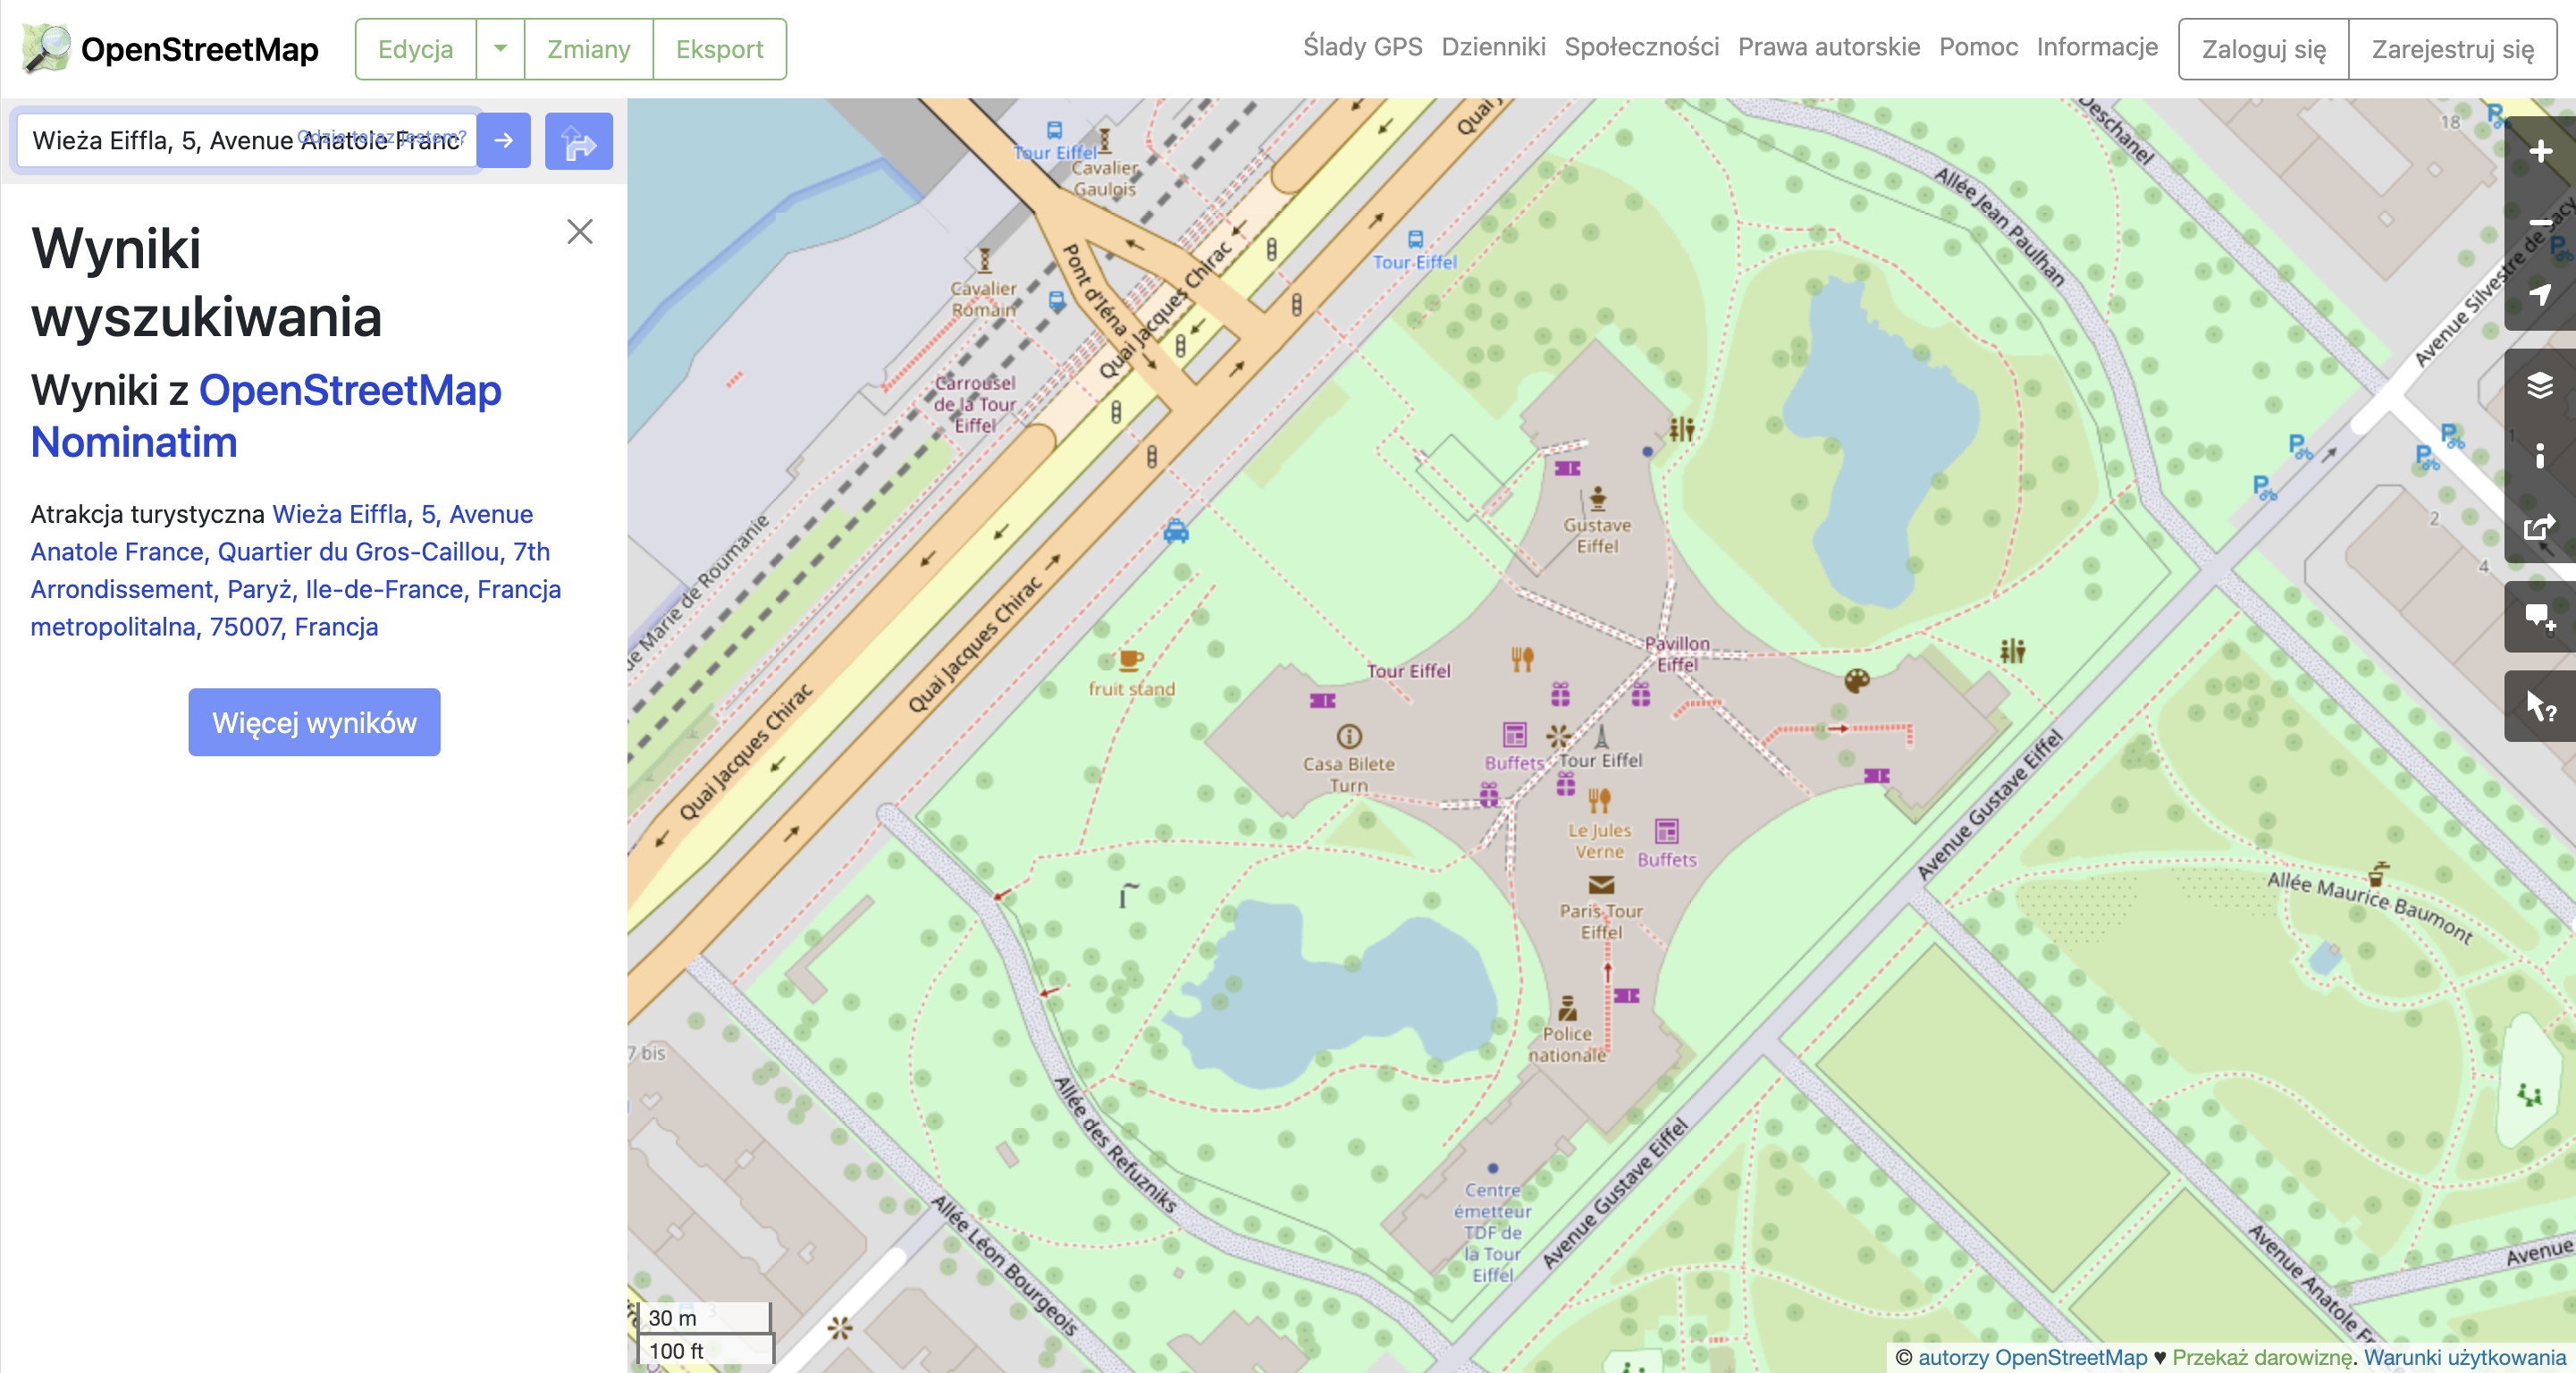 OpenStreetMap
Edycja
Zmiany
Eksport
Ślady GPS
Dzienniki
Społeczności
Prawa autorskie
Pomoc
Informacje
Zaloguj się
Zarejestruj się
Wieża Eiffla, 5, Avenue Anatole Franc
Gdzie teraz jestem?
Wyniki
wyszukiwania
Wyniki z OpenStreetMap
Nominatim
Atrakcja turystyczna Wieża Eiffla, 5, Avenue
Anatole France, Quartier du Gros-Caillou, 7th
Arrondissement, Paryż, Ile-de-France, Francja
metropolitalna, 75007, Francja
Więcej wyników
Tour Eiffel
Cavalier
Gaulois
Quai J
Deschanel
18
Allée Jean Paulhan
Avenue Silvestre de Sacy
Tour Eiffel
Cavalier
Romain
Pont d'Iéna
Quai Jacques Chirac
Carrousel
de la Tour
Eiffel
1
2
4
Gustave
Eiffel
ue Marie de Roumanie
Quai Jacques Chirac
Quai Jacques Chirac
fruit stand
Tour Eiffel
Pavillon
Eiffel
Casa Bilete
Turn
Buffets
Tour Eiffel
Le Jules
Verne
Buffets
Avenue Gustave Eiffel
Paris Tour
Eiffel
Allée Maurice Baumont
Police
nationale
7 bis
Allée des Refuzniks
Centre
émetteur
TDF de
la Tour
Eiffel
Avenue Gustave Eiffel
Allée Léon Bourgeois
Avenue Anatole Fr
Avenue
3
30 m
100 ft
© autorzy OpenStreetMap ♥ Przekaż darowiznę. Warunki użytkowania